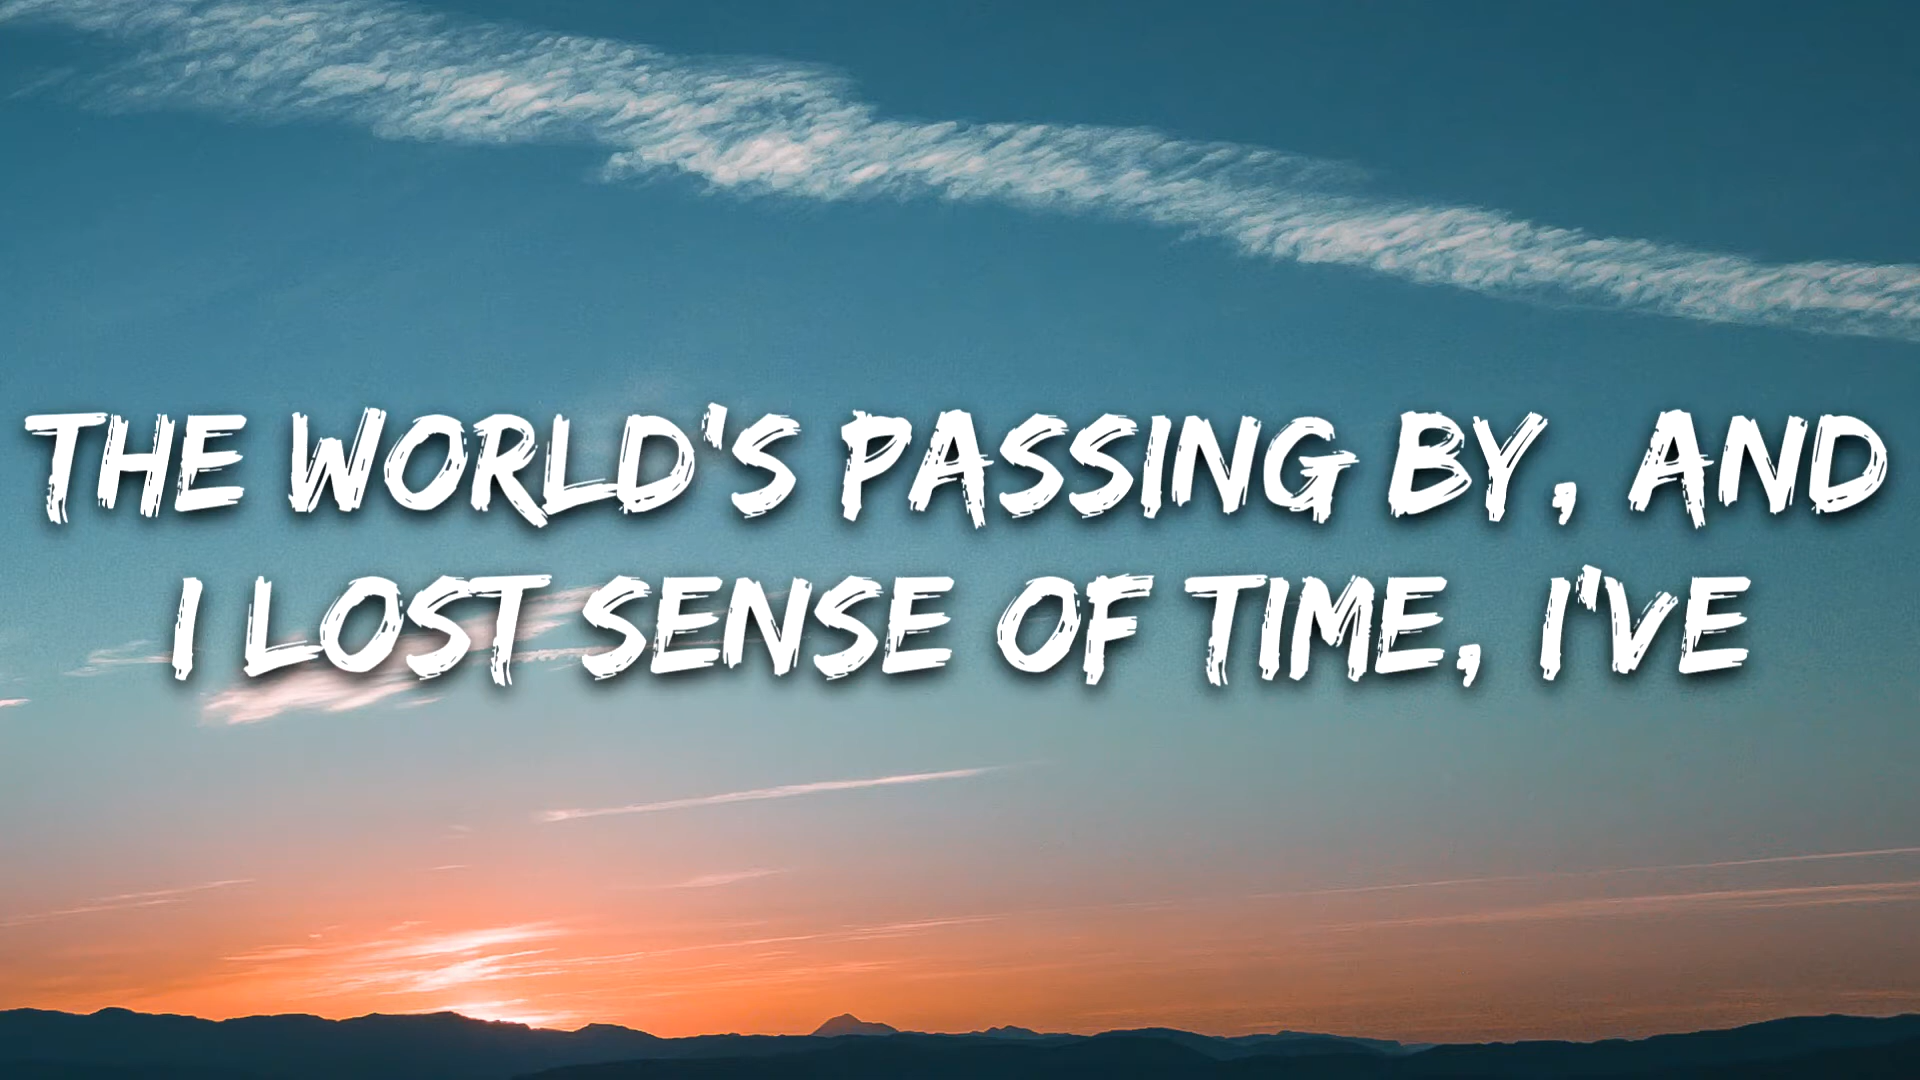 THE WORLD'S PASSING BY, AND
I LOST SENSE OF TIME, I'VE